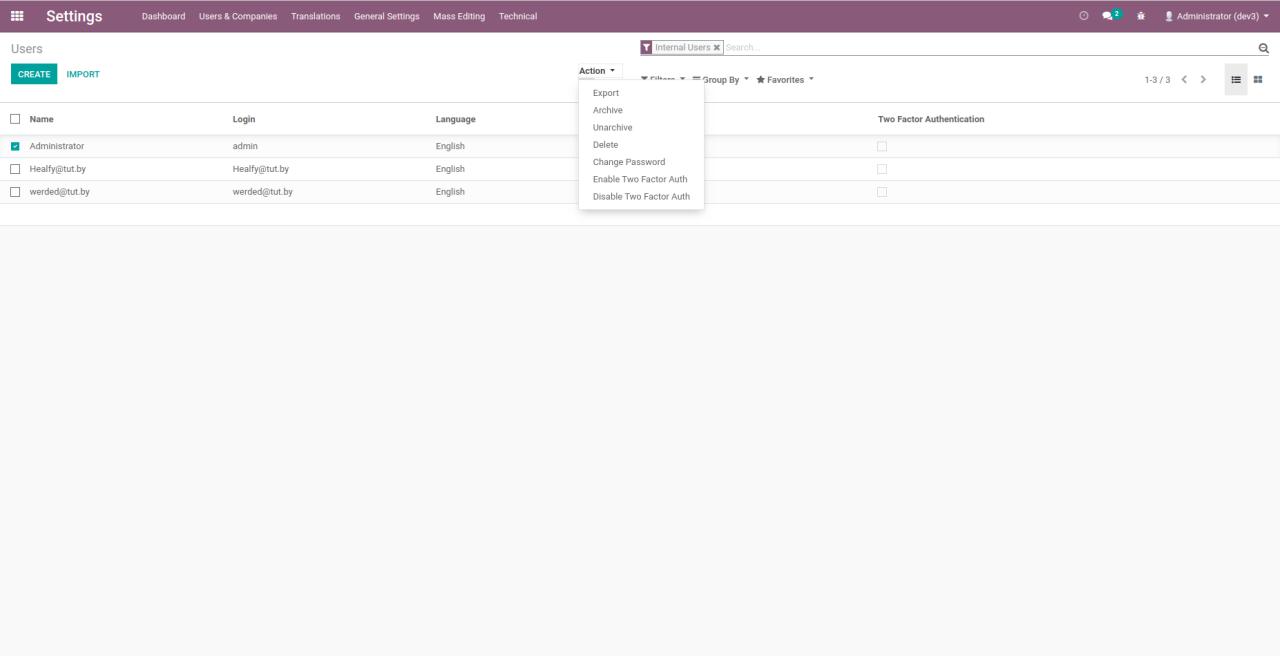 Settings Dashboard Users & Companies Translations General Settings Mass Editing Technical 2 Administrator (dev3)
Users Internal Users Search...
CREATE IMPORT Action Filters Group By Favorites 1-3 / 3
Export
Archive
Unarchive
Delete
Change Password
Enable Two Factor Auth
Disable Two Factor Auth
Name Login Language Two Factor Authentication
Administrator admin English
Healfy@tut.by Healfy@tut.by English
werded@tut.by werded@tut.by English